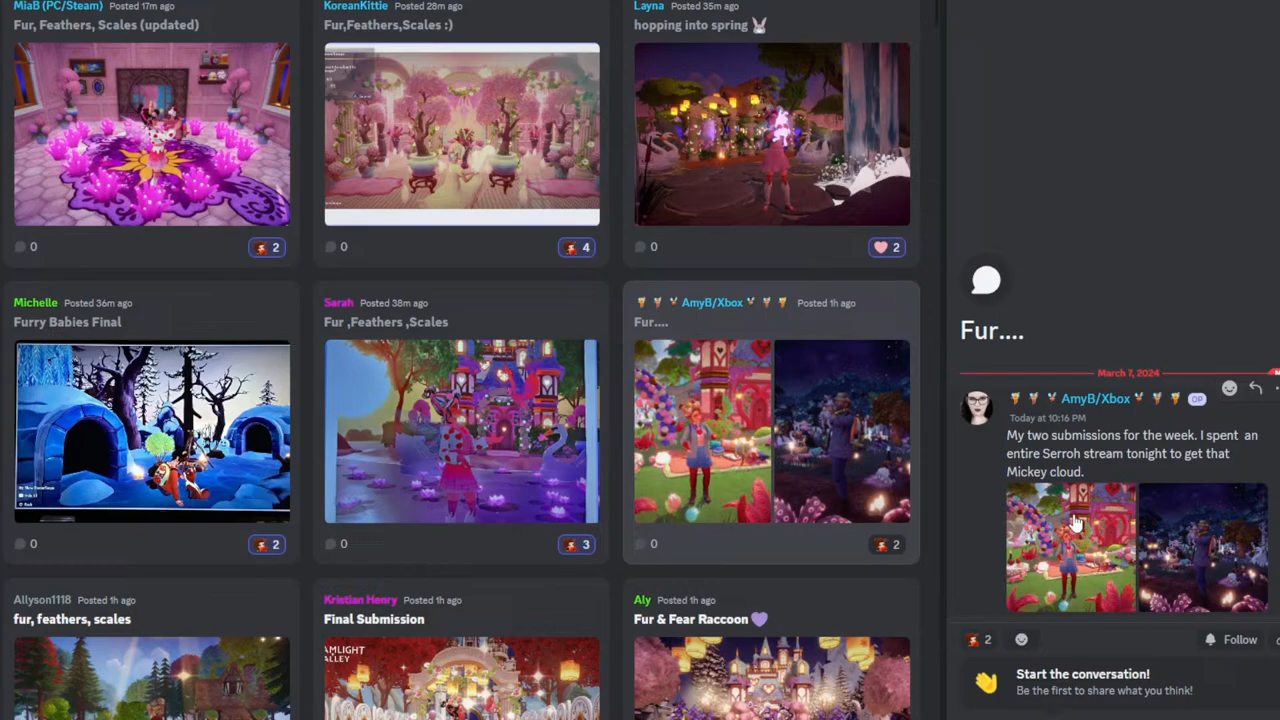 MiaB (PC/Steam) Posted 17m ago
Fur, Feathers, Scales (updated)
0
2
KoreanKittie Posted 28m ago
Fur,Feathers,Scales :)
0
4
Layna Posted 35m ago
hopping into spring
0
2
Michelle Posted 36m ago
Furry Babies Final
0
2
Sarah Posted 38m ago
Fur ,Feathers ,Scales
0
3
AmyB/Xbox Posted 1h ago
Fur....
0
2
Allyson1118 Posted 1h ago
fur, feathers, scales
Kristian Henry Posted 1h ago
Final Submission
Aly Posted 1h ago
Fur & Fear Raccoon
Fur....
March 7, 2024
AmyB/Xbox OP
Today at 10:16 PM
My two submissions for the week. I spent an
entire Serroh stream tonight to get that
Mickey cloud.
2
Follow
Start the conversation!
Be the first to share what you think!